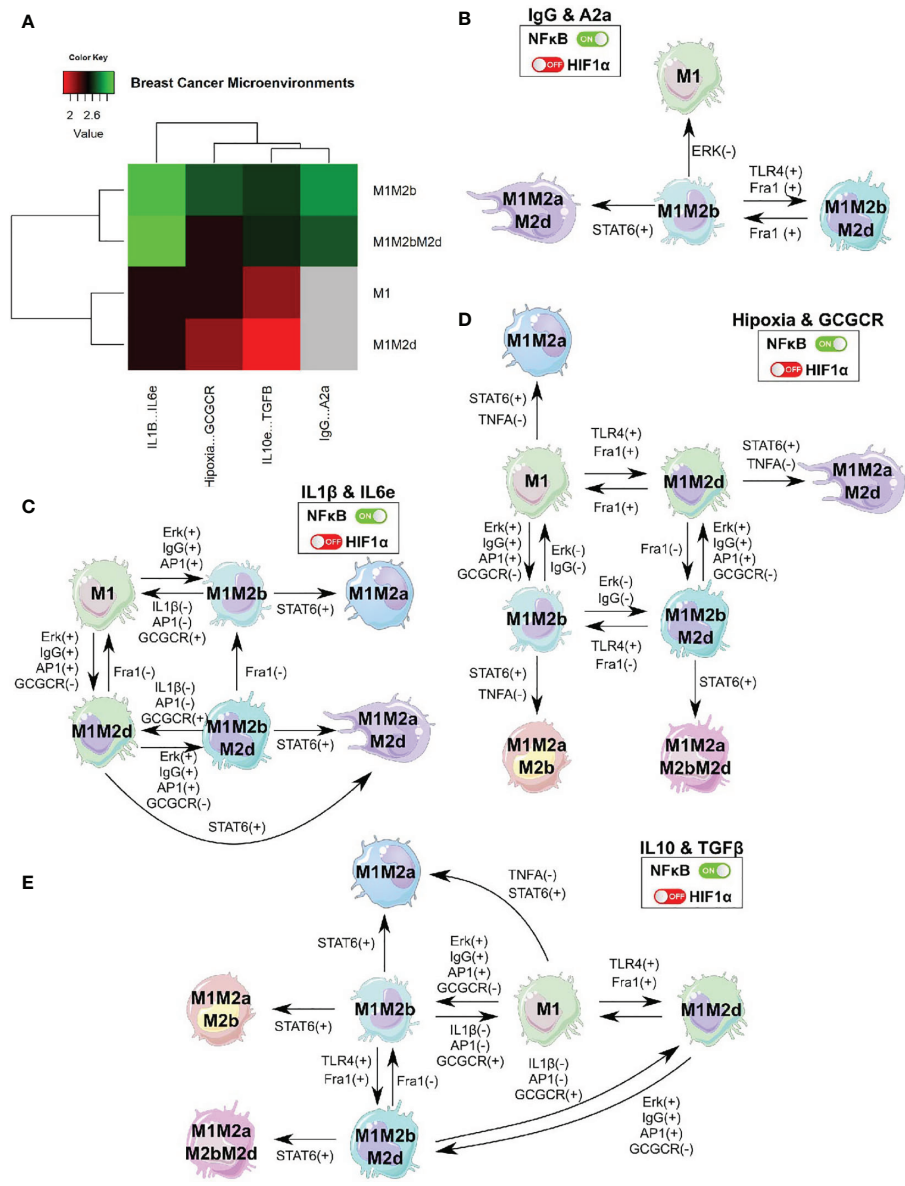 A
Color Key
2 2.6
Value
Breast Cancer Microenvironments
M1M2b
M1M2bM2d
M1
M1M2d
IL1B...IL6e
Hipoxia...GCGCR
IL10e...TGFB
IgG...A2a
B
IgG & A2a
NFκB ON
OFF HIF1α
M1
ERK(-)
M1M2a
M2d
STAT6(+)
M1M2b
TLR4(+)
Fra1 (+)
Fra1 (+)
M1M2b
M2d
C
IL1β & IL6e
NFκB ON
OFF HIF1α
M1
Erk(+)
IgG(+)
AP1(+)
IL1β(-)
AP1(-)
GCGCR(+)
M1M2b
STAT6(+)
M1M2a
Erk(+)
IgG(+)
AP1(+)
GCGCR(-)
Fra1(-)
Fra1(-)
M1M2d
IL1β(-)
AP1(-)
GCGCR(+)
Erk(+)
IgG(+)
AP1(+)
GCGCR(-)
M1M2b
M2d
STAT6(+)
M1M2a
M2d
STAT6(+)
D
Hipoxia & GCGCR
NFκB ON
OFF HIF1α
M1M2a
STAT6(+)
TNFA(-)
M1
TLR4(+)
Fra1(+)
Fra1(+)
M1M2d
STAT6(+)
TNFA(-)
M1M2a
M2d
Erk(+)
IgG(+)
AP1(+)
GCGCR(-)
Erk(-)
IgG(-)
Fra1(-)
Erk(+)
IgG(+)
AP1(+)
GCGCR(-)
M1M2b
Erk(-)
IgG(-)
TLR4(+)
Fra1(-)
M1M2b
M2d
STAT6(+)
TNFA(-)
STAT6(+)
M1M2a
M2b
M1M2a
M2bM2d
E
IL10 & TGFβ
NFκB ON
OFF HIF1α
M1M2a
TNFA(-)
STAT6(+)
STAT6(+)
M1M2a
M2b
STAT6(+)
M1M2b
Erk(+)
IgG(+)
AP1(+)
GCGCR(-)
IL1β(-)
AP1(-)
GCGCR(+)
M1
TLR4(+)
Fra1(+)
M1M2d
TLR4(+)
Fra1(+)
Fra1(-)
IL1β(-)
AP1(-)
GCGCR(+)
Erk(+)
IgG(+)
AP1(+)
GCGCR(-)
M1M2a
M2bM2d
STAT6(+)
M1M2b
M2d